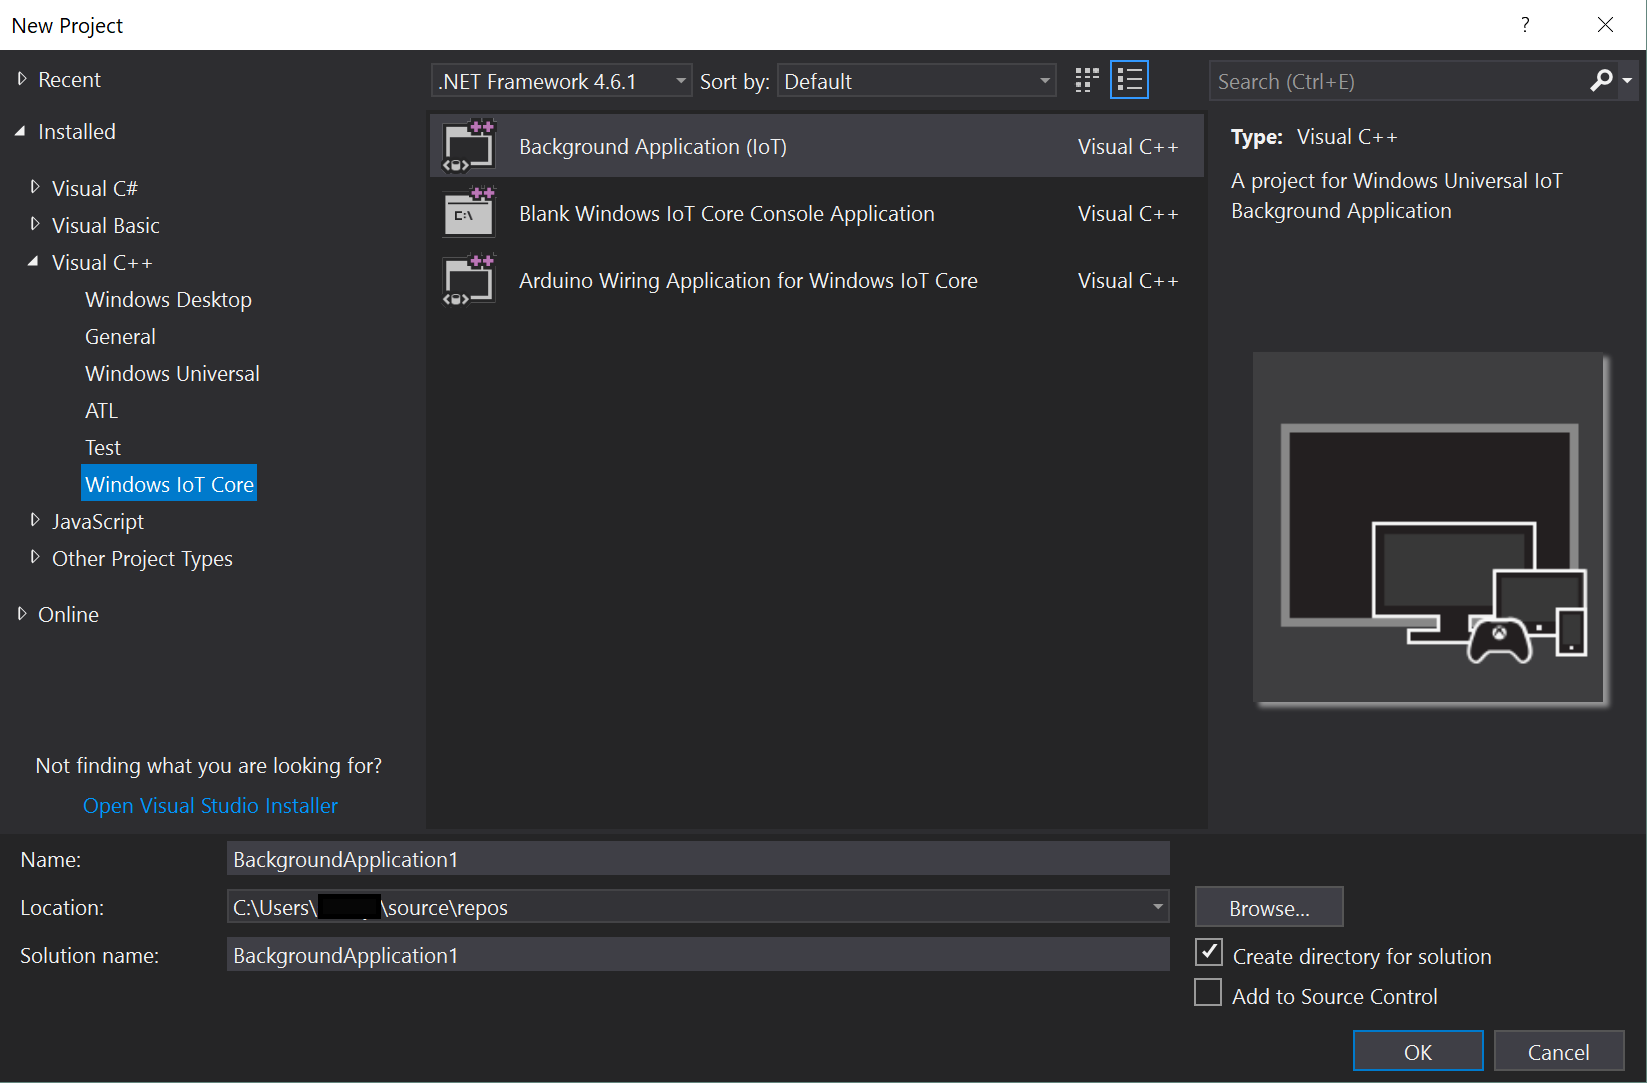 New Project
?
Recent
Installed
Visual C#
Visual Basic
Visual C++
Windows Desktop
General
Windows Universal
ATL
Test
Windows IoT Core
JavaScript
Other Project Types
Online
Not finding what you are looking for?
Open Visual Studio Installer
.NET Framework 4.6.1 Sort by: Default
Background Application (IoT) Visual C++
C:\
Blank Windows IoT Core Console Application Visual C++
Arduino Wiring Application for Windows IoT Core Visual C++
Search (Ctrl+E)
Type: Visual C++
A project for Windows Universal IoT
Background Application
Name: BackgroundApplication1
Location: C:\Users\ \source\repos
Browse...
Solution name: BackgroundApplication1
Create directory for solution
Add to Source Control
OK Cancel